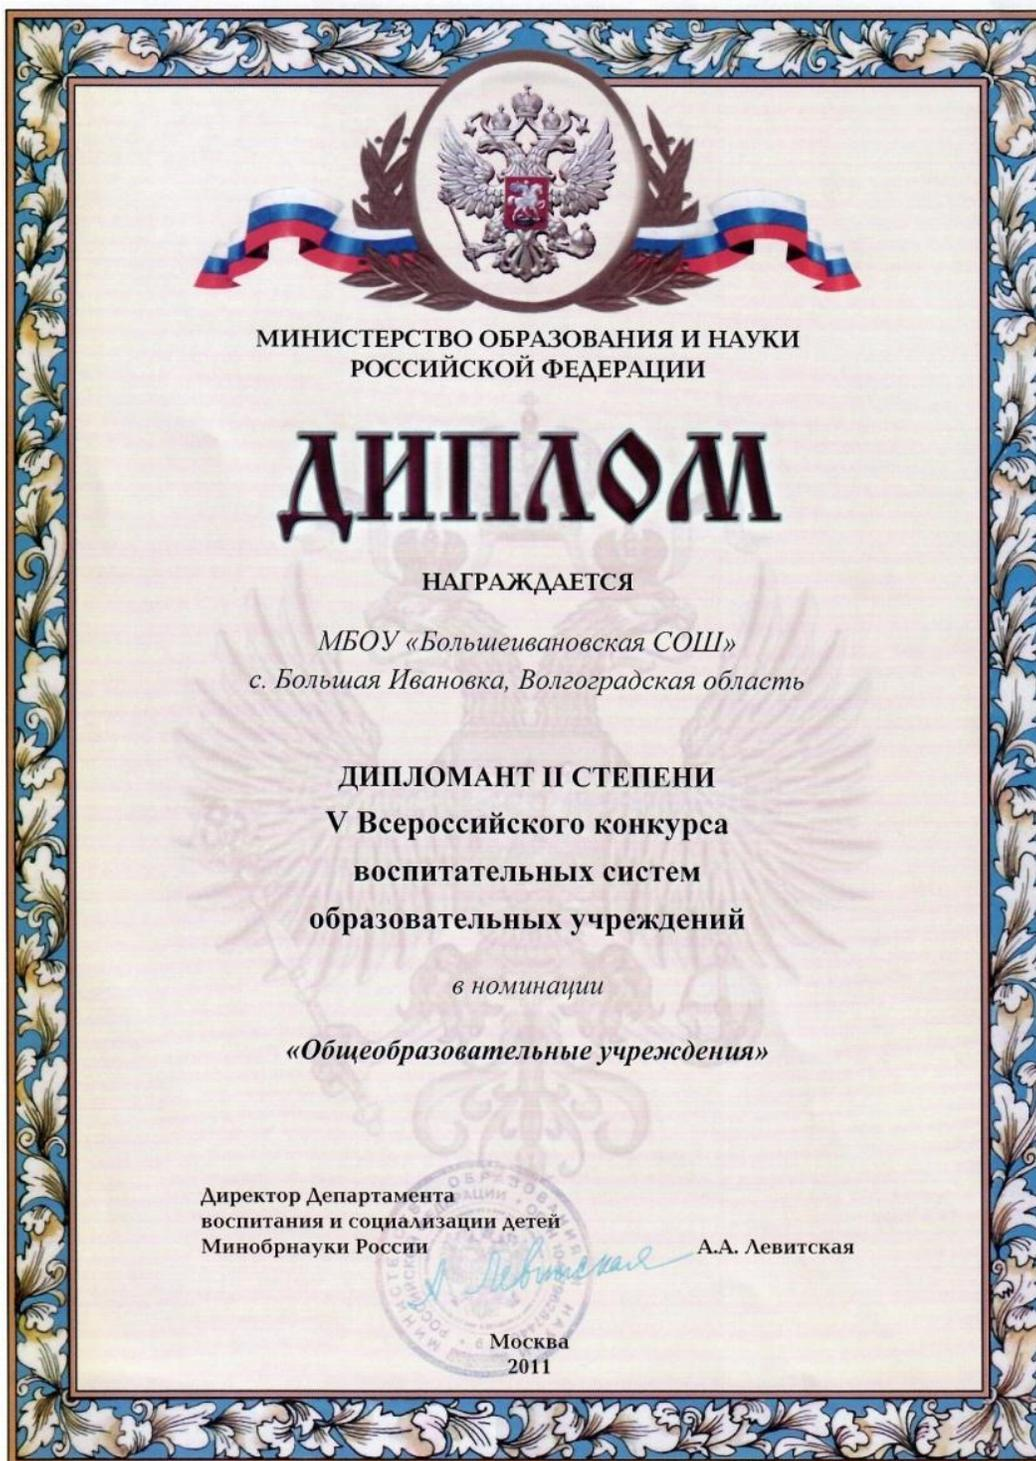 МИНИСТЕРСТВО ОБРАЗОВАНИЯ И НАУКИ
РОССИЙСКОЙ ФЕДЕРАЦИИ
ДИПЛОМ
НАГРАЖДАЕТСЯ
МБОУ «Большеивановская СОШ»
с. Большая Ивановка, Волгоградская область
ДИПЛОМАНТ II СТЕПЕНИ
V Всероссийского конкурса
воспитательных систем
образовательных учреждений
в номинации
«Общеобразовательные учреждения»
Директор Департамента
воспитания и социализации детей
Минобрнауки России
А.А. Левитская
А Левитская
Москва
2011